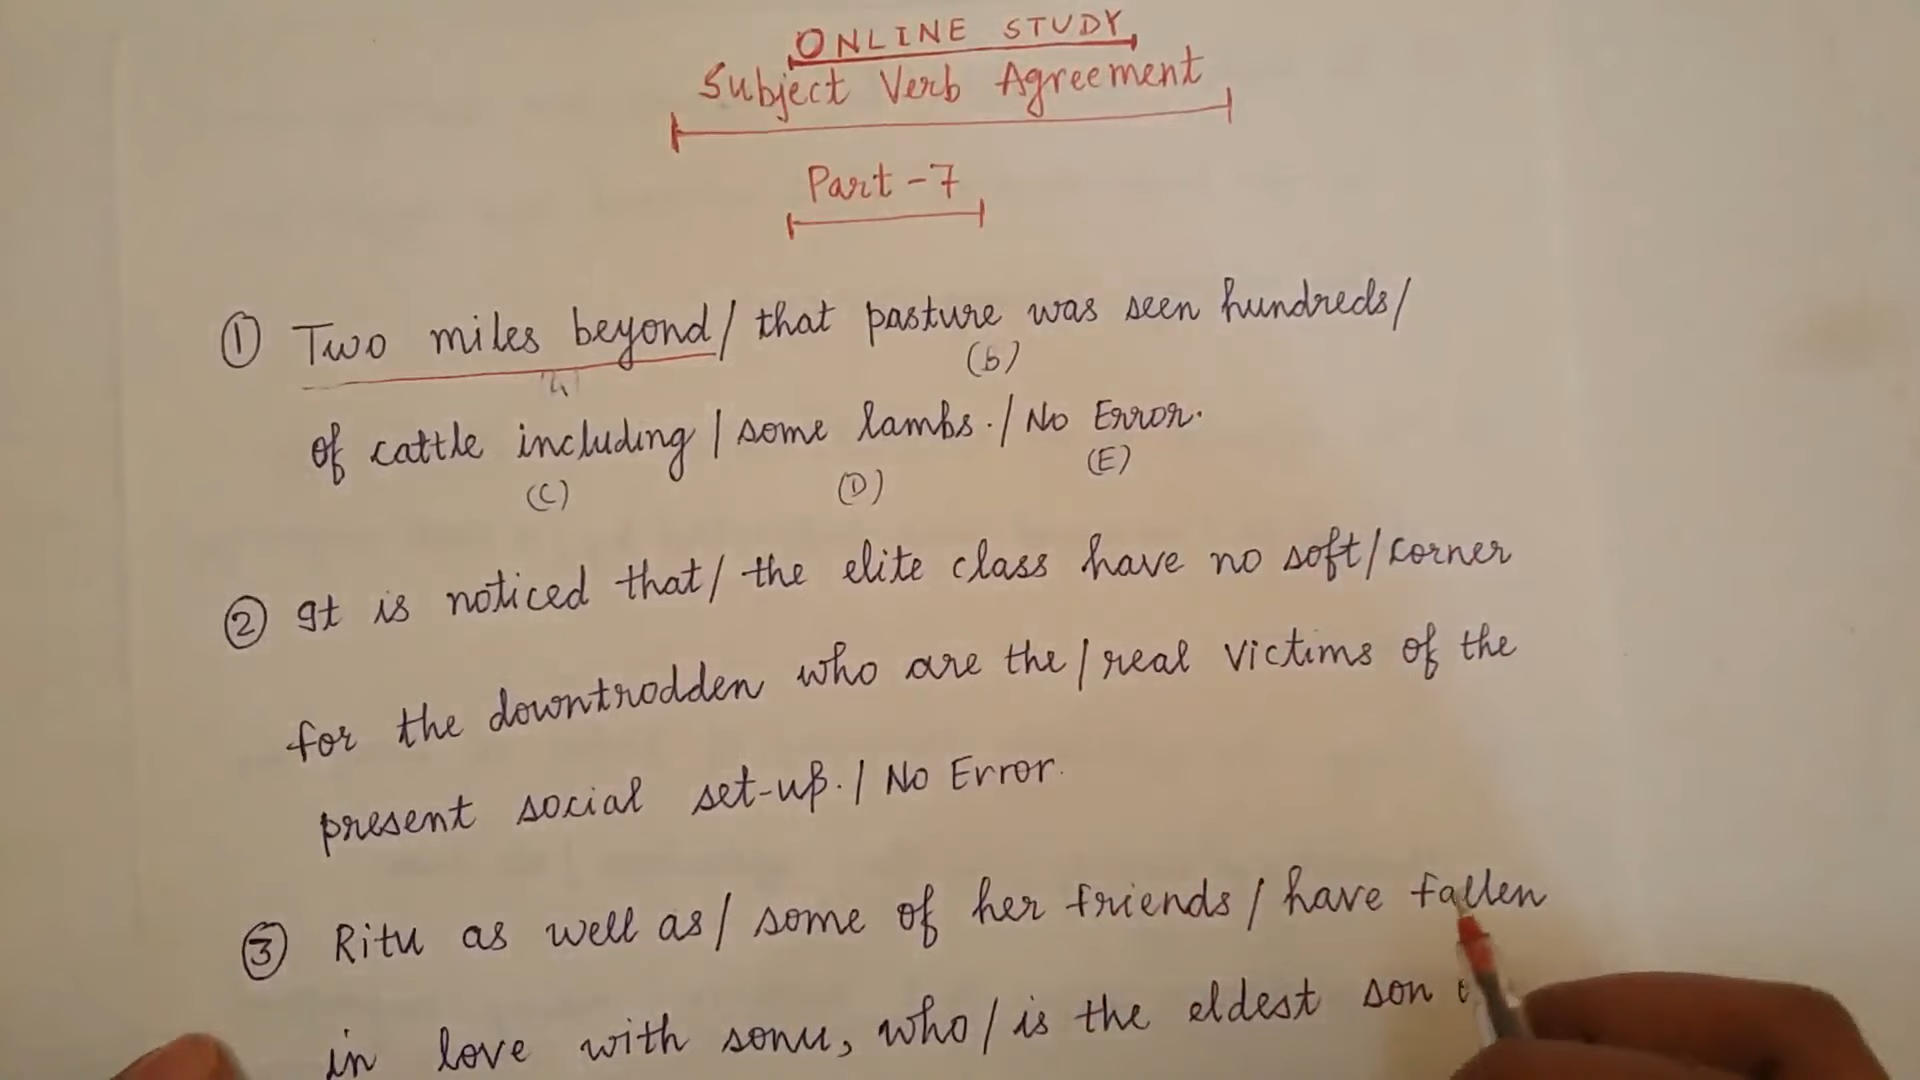 ONLINE STUDY
Subject Verb Agreement
Part-7
① Two miles beyond/ that pasture was seen hundreds/
(b)
of cattle including / some lambs./ No Error.
(C) (D) (E)
② It is noticed that/ the elite class have no soft/corner
for the downtrodden who are the/ real victims of the
present social set-up./ No Error.
③ Ritu as well as/ some of her friends/ have fallen
in love with sonu, who/ is the eldest son